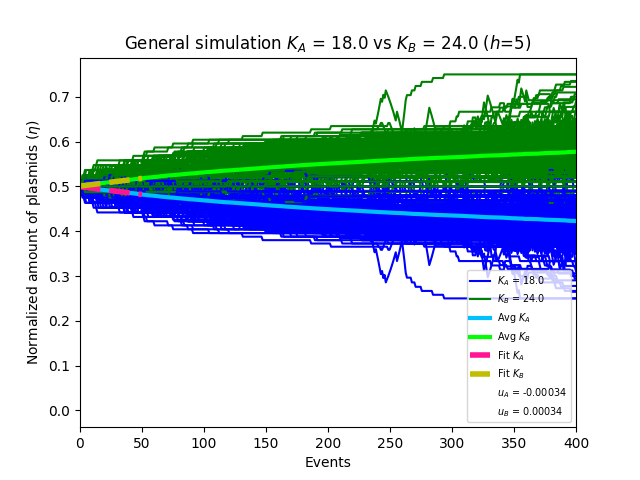 General simulation K_A = 18.0 vs K_B = 24.0 (h=5)
Normalized amount of plasmids (η)
0.7
0.6
0.5
0.4
0.3
0.2
0.1
0.0
K_A = 18.0
K_B = 24.0
Avg K_A
Avg K_B
Fit K_A
Fit K_B
u_A = -0.00034
u_B = 0.00034
0 50 100 150 200 250 300 350 400
Events